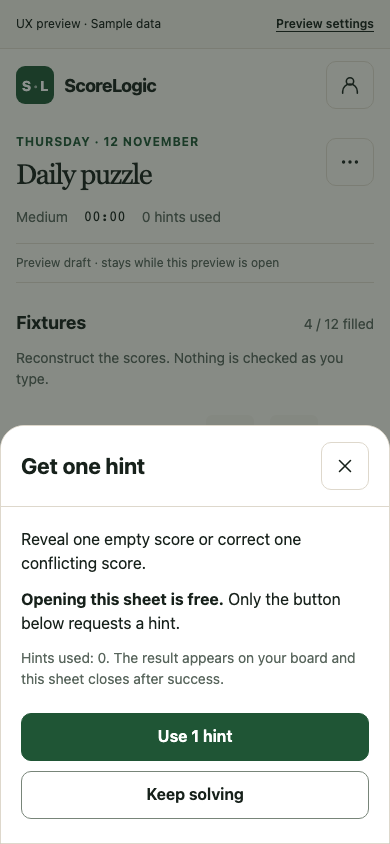 UX preview · Sample data
Preview settings
S·L
ScoreLogic
THURSDAY · 12 NOVEMBER
Daily puzzle
Medium 00:00 0 hints used
Preview draft · stays while this preview is open
Fixtures
4 / 12 filled
Reconstruct the scores. Nothing is checked as you
type.
Get one hint
Reveal one empty score or correct one
conflicting score.
Opening this sheet is free. Only the button
below requests a hint.
Hints used: 0. The result appears on your board and
this sheet closes after success.
Use 1 hint
Keep solving